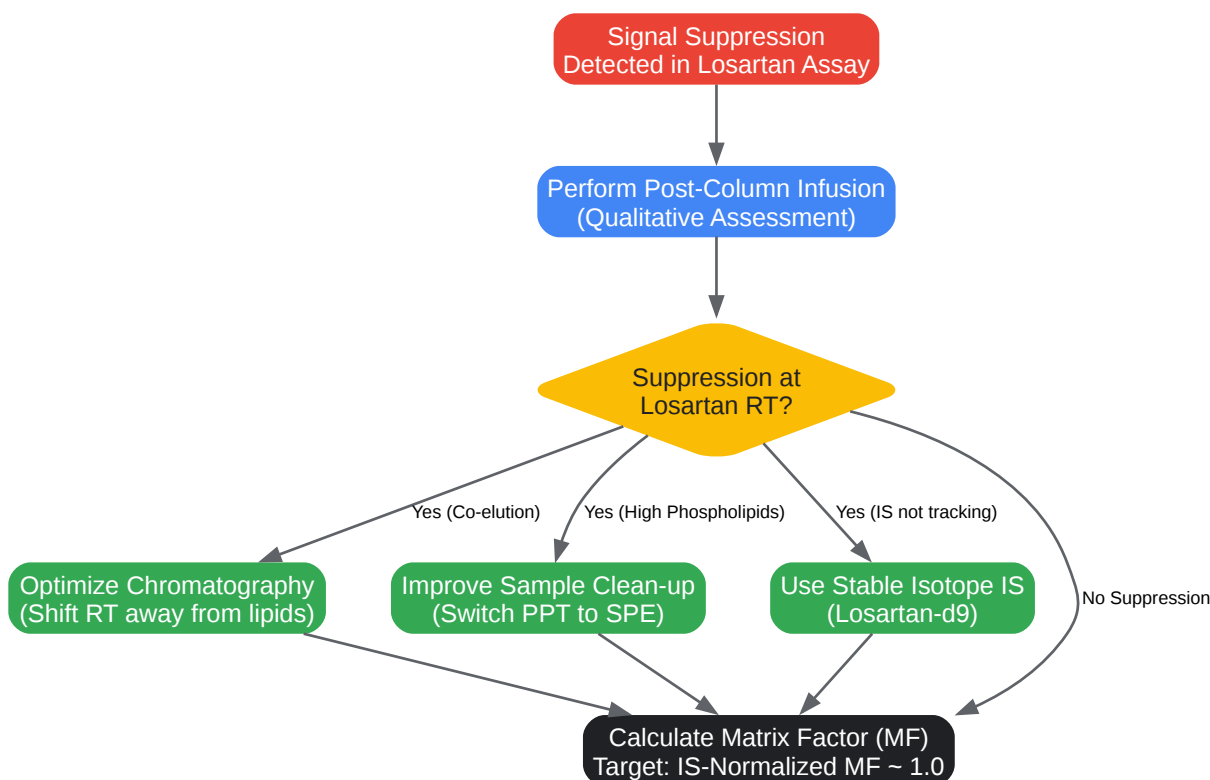 Signal Suppression
Detected in Losartan Assay
Perform Post-Column Infusion
(Qualitative Assessment)
Suppression at
Losartan RT?
Yes (Co-elution)
Yes (High Phospholipids)
Yes (IS not tracking)
No Suppression
Optimize Chromatography
(Shift RT away from lipids)
Improve Sample Clean-up
(Switch PPT to SPE)
Use Stable Isotope IS
(Losartan-d9)
Calculate Matrix Factor (MF)
Target: IS-Normalized MF ~ 1.0